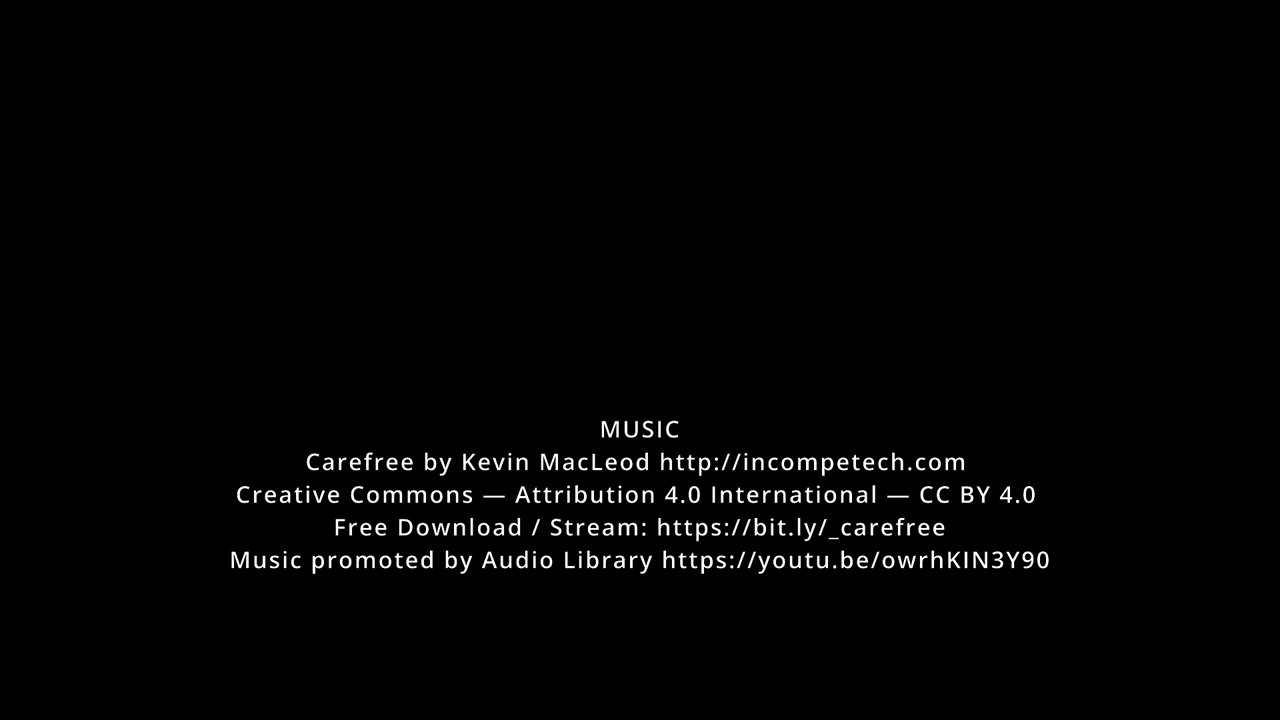 MUSIC
Carefree by Kevin MacLeod http://incompetech.com
Creative Commons — Attribution 4.0 International — CC BY 4.0
Free Download / Stream: https://bit.ly/_carefree
Music promoted by Audio Library https://youtu.be/owrhKIN3Y90